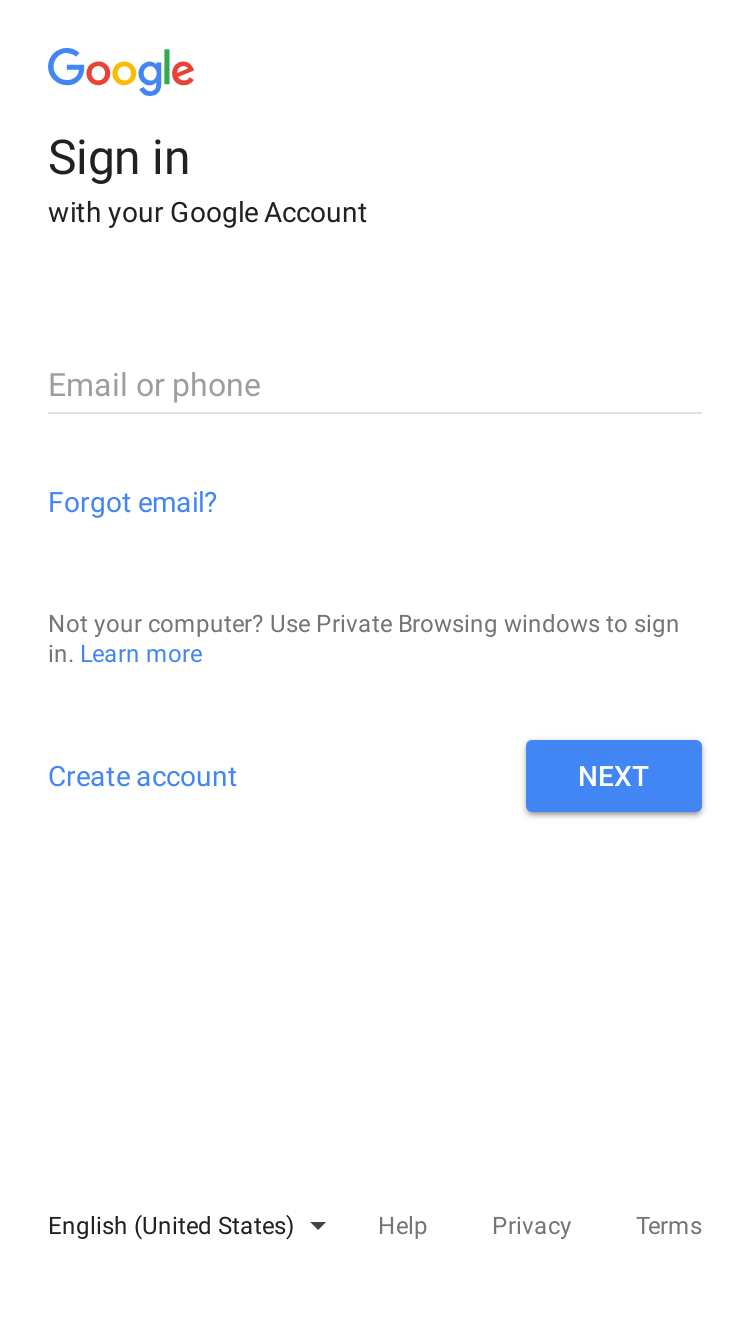 Google
Sign in
with your Google Account
Email or phone
Forgot email?
Not your computer? Use Private Browsing windows to sign
in. Learn more
Create account
NEXT
English (United States)
Help
Privacy
Terms